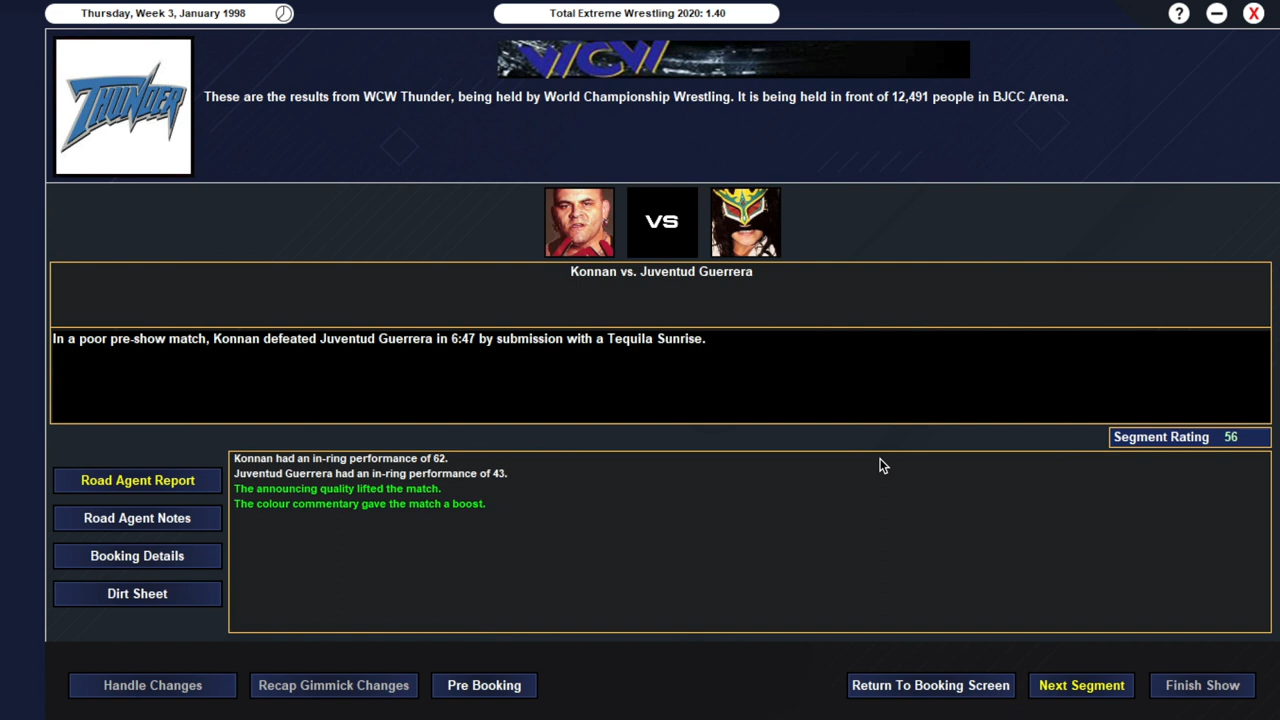 Thursday, Week 3, January 1998
Total Extreme Wrestling 2020: 1.40
?
X
THUNDER
WCW
These are the results from WCW Thunder, being held by World Championship Wrestling. It is being held in front of 12,491 people in BJCC Arena.
VS
Konnan vs. Juventud Guerrera
In a poor pre-show match, Konnan defeated Juventud Guerrera in 6:47 by submission with a Tequila Sunrise.
Segment Rating 56
Road Agent Report
Road Agent Notes
Booking Details
Dirt Sheet
Konnan had an in-ring performance of 62.
Juventud Guerrera had an in-ring performance of 43.
The announcing quality lifted the match.
The colour commentary gave the match a boost.
Handle Changes
Recap Gimmick Changes
Pre Booking
Return To Booking Screen
Next Segment
Finish Show